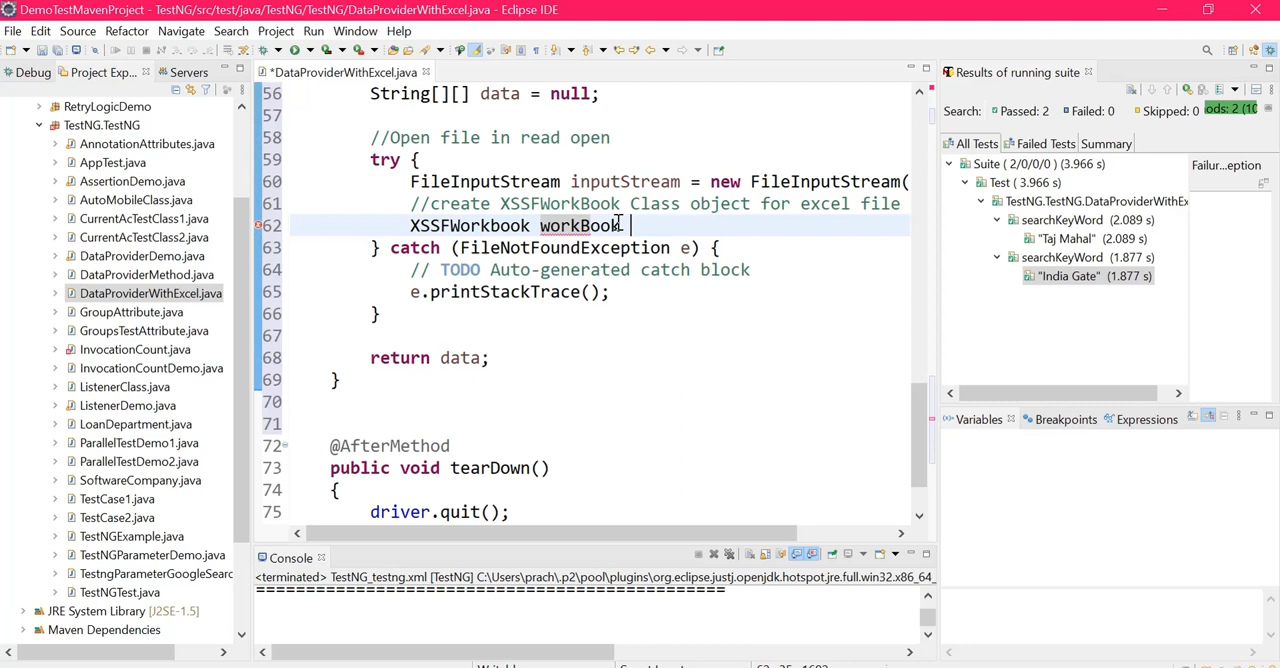 DemoTestMavenProject - TestNG/src/test/java/TestNG/TestNG/DataProviderWithExcel.java - Eclipse IDE
File Edit Source Refactor Navigate Search Project Run Window Help
Debug Project Exp... Servers
*DataProviderWithExcel.java
Results of running suite
RetryLogicDemo
TestNG.TestNG
AnnotationAttributes.java
AppTest.java
AssertionDemo.java
AutoMobileClass.java
CurrentAcTestClass1.java
CurrentAcTestClass2.java
DataProviderDemo.java
DataProviderMethod.java
DataProviderWithExcel.java
GroupAttribute.java
GroupsTestAttribute.java
InvocationCount.java
InvocationCountDemo.java
ListenerClass.java
ListenerDemo.java
LoanDepartment.java
ParallelTestDemo1.java
ParallelTestDemo2.java
SoftwareCompany.java
TestCase1.java
TestCase2.java
TestNGExample.java
TestNGParameterDemo.java
TestngParameterGoogleSearc
TestNGTest.java
JRE System Library [J2SE-1.5]
Maven Dependencies
56 String[][] data = null;
57
58 //Open file in read open
59 try {
60 FileInputStream inputStream = new FileInputStream(
61 //create XSSFWorkBook Class object for excel file
62 XSSFWorkbook workBook
63 } catch (FileNotFoundException e) {
64 // TODO Auto-generated catch block
65 e.printStackTrace();
66 }
67
68 return data;
69 }
70
71
72 @AfterMethod
73 public void tearDown()
74 {
75 driver.quit();
Search: Passed: 2 Failed: 0 Skipped: 0 ods: 2 (10
All Tests Failed Tests Summary
Suite ( 2/0/0/0 ) (3.966 s)
Test ( 3.966 s)
TestNG.TestNG.DataProviderWithEx
searchKeyWord (2.089 s)
"Taj Mahal" (2.089 s)
searchKeyWord (1.877 s)
"India Gate" (1.877 s)
Failur...eption
Variables Breakpoints Expressions
Console
<terminated> TestNG_testng.xml [TestNG] C:\Users\prach\.p2\pool\plugins\org.eclipse.justj.openjdk.hotspot.jre.full.win32.x86_64_
===============================================